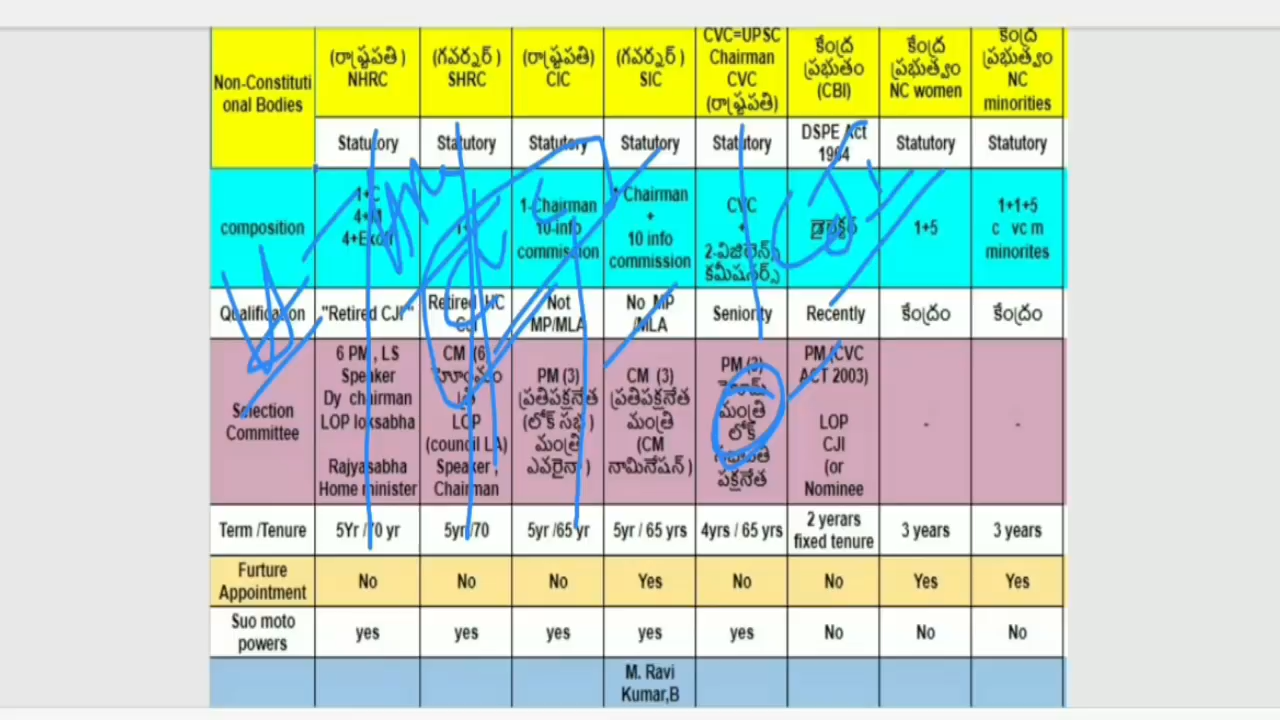 Non-Constituti
onal Bodies
(రాష్ట్రపతి )
NHRC
(గవర్నర్ )
SHRC
(రాష్ట్రపతి)
CIC
(గవర్నర్ )
SIC
CVC=UPSC
Chairman
CVC
(రాష్ట్రపతి)
కేంద్ర
ప్రభుతం
(CBI)
కేంద్ర
ప్రభుత్వం
NC women
కేంద్ర
ప్రభుత్వం
NC
minorities
Statutory
Statutory
Statutory
Statutory
Statutory
DSPE Act
Statutory
Statutory
composition
1+C
1-Chairman
10-info
commission
Chairman
+
10 info
commission
CVC
+
2-విజిలెన్స్
కమీషనర్స్
1+5
1+1+5
c vc m
minorites
Qualification
"Retired CJI"
Retired HC
Not
MP/MLA
No MP
/MLA
Seniority
Recently
కేంద్రం
కేంద్రం
Selection
Committee
6 PM , LS
Speaker
Dy chairman
LOP loksabha
Rajyasabha
Home minister
CM (6)
LOP
(council LA)
Speaker ,
Chairman
PM (3)
ప్రతిపక్షనేత
(లోక్ సభ )
మంత్రి
ఎవరైనా )
CM (3)
ప్రతిపక్షనేత
మంత్రి
(CM
నామినేషన్ )
PM (3)
మంత్రి
లోక్
పక్షనేత
PM (CVC
ACT 2003)
LOP
CJI
(or
Nominee
-
-
Term /Tenure
5Yr /70 yr
5yr /70
5yr /65 yr
5yr / 65 yrs
4yrs / 65 yrs
2 yerars
fixed tenure
3 years
3 years
Furture
Appointment
No
No
No
Yes
No
No
Yes
Yes
Suo moto
powers
yes
yes
yes
yes
yes
No
No
No
M. Ravi
Kumar,B